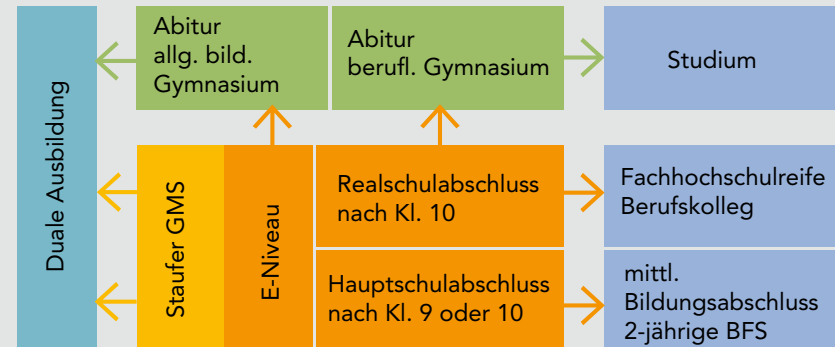 Duale Ausbildung
Abitur
allg. bild.
Gymnasium
Abitur
berufl. Gymnasium
Studium
Staufer GMS
E-Niveau
Realschulabschluss
nach Kl. 10
Fachhochschulreife
Berufskolleg
Hauptschulabschluss
nach Kl. 9 oder 10
mittl.
Bildungsabschluss
2-jährige BFS